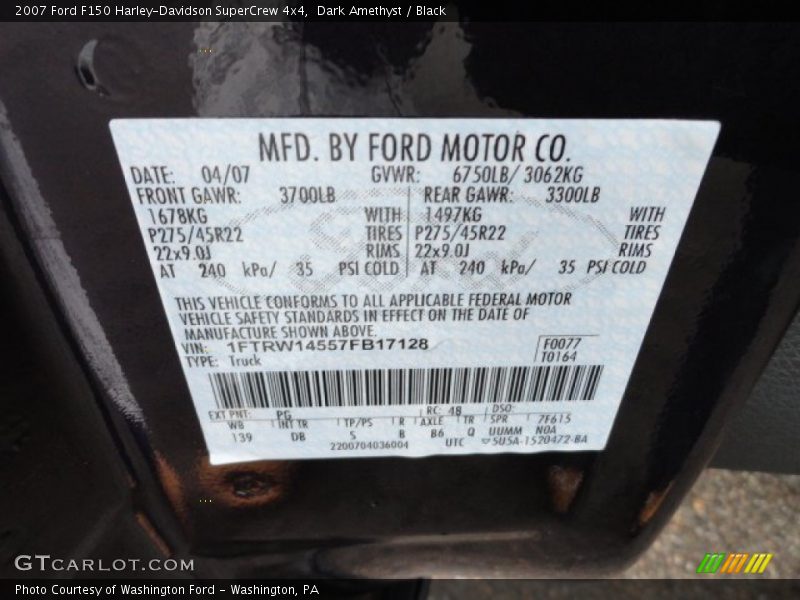 2007 Ford F150 Harley-Davidson SuperCrew 4x4,  Dark Amethyst / Black
MFD. BY FORD MOTOR CO.
DATE: 04/07 GVWR: 6750LB/ 3062KG
FRONT GAWR: 3700LB REAR GAWR: 3300LB
1678KG WITH 1497KG WITH
P275/45R22 TIRES P275/45R22 TIRES
22x9.0J RIMS 22x9.0J RIMS
AT 240 kPa/ 35 PSI COLD AT 240 kPa/ 35 PSI COLD
THIS VEHICLE CONFORMS TO ALL APPLICABLE FEDERAL MOTOR
VEHICLE SAFETY STANDARDS IN EFFECT ON THE DATE OF
MANUFACTURE SHOWN ABOVE.
VIN: 1FTRW14557FB17128 F0077
TYPE: Truck T0164
EXT PNT: PG RC: 48 DSO:
WB INT TR TP/PS R AXLE TR SPR 7F615
139 DB 5 B B6 Q UUMM NOA
2200704036004 UTC 5U5A-1520472-BA
GTCARLOT.COM
Photo Courtesy of Washington Ford - Washington, PA